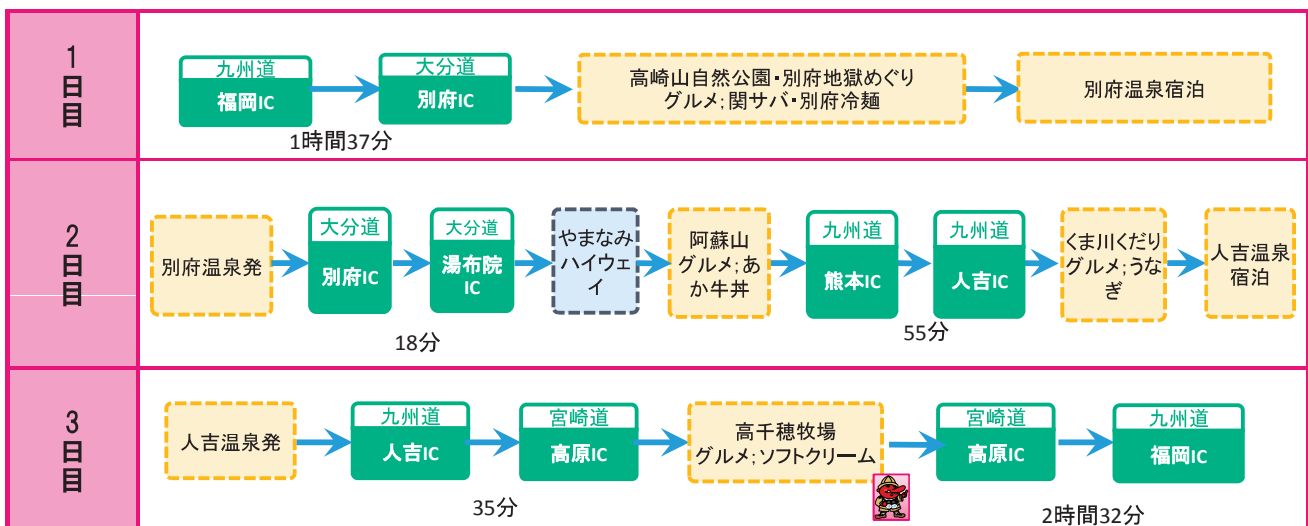 1日目
九州道
福岡IC
大分道
別府IC
1時間37分
高崎山自然公園・別府地獄めぐり
グルメ;関サバ・別府冷麺
別府温泉宿泊
2日目
別府温泉発
大分道
別府IC
大分道
湯布院
IC
18分
やまなみ
ハイウェ
イ
阿蘇山
グルメ;あ
か牛丼
九州道
熊本IC
九州道
人吉IC
55分
くま川くだり
グルメ;うな
ぎ
人吉温泉
宿泊
3日目
人吉温泉発
九州道
人吉IC
宮崎道
高原IC
35分
高千穂牧場
グルメ;ソフトクリーム
宮崎道
高原IC
九州道
福岡IC
2時間32分